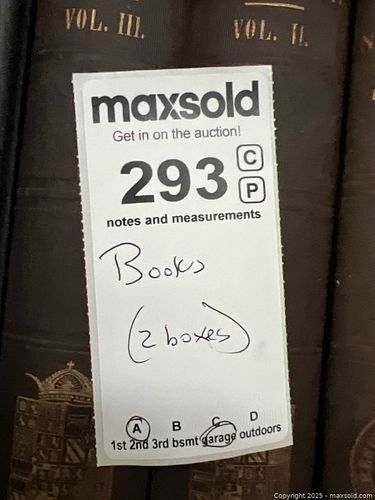 VOL. III. VOL. II.
maxsold
Get in on the auction!
293 C
P
notes and measurements
Books
(2 boxes)
A B C D
1st 2nd 3rd bsmt garage outdoors
Copyright 2025 - maxsold.com